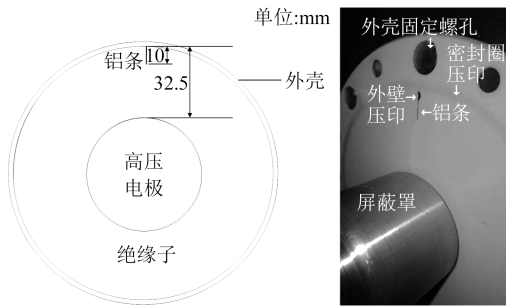 单位:mm
铝条
10
32.5
外壳
高压
电极
绝缘子
外壳固定螺孔
密封圈
压印
外壁
压印
铝条
屏蔽罩